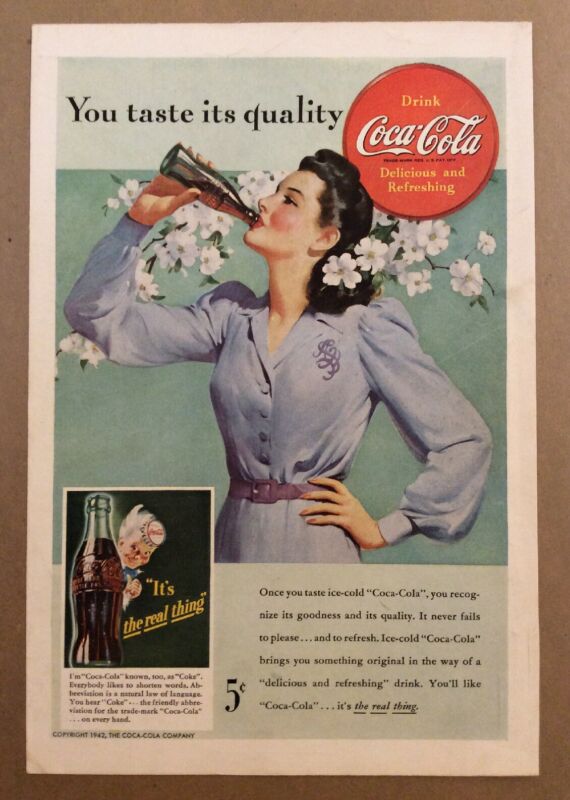 You taste its quality
Drink
Coca-Cola
TRADE-MARK REG. U.S. PAT. OFF.
Delicious and
Refreshing
Coca-Cola
"It's
the real thing"
I'm "Coca-Cola" known, too, as "Coke".
Everybody likes to shorten words. Ab-
breviation is a natural law of language.
You hear "Coke"... the friendly abbre-
viation for the trade-mark "Coca-Cola"
...on every hand.
5¢
Once you taste ice-cold "Coca-Cola", you recog-
nize its goodness and its quality. It never fails
to please...and to refresh. Ice-cold "Coca-Cola"
brings you something original in the way of a
"delicious and refreshing" drink. You'll like
"Coca-Cola"...it's the real thing.
COPYRIGHT 1942, THE COCA-COLA COMPANY